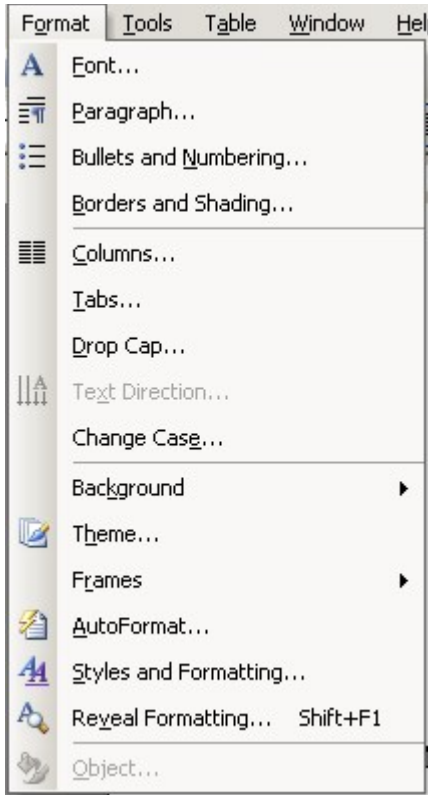 Format Tools Table Window Hel
Font...
Paragraph...
Bullets and Numbering...
Borders and Shading...
Columns...
Tabs...
Drop Cap...
Text Direction...
Change Case...
Background
Theme...
Frames
AutoFormat...
Styles and Formatting...
Reveal Formatting... Shift+F1
Object...